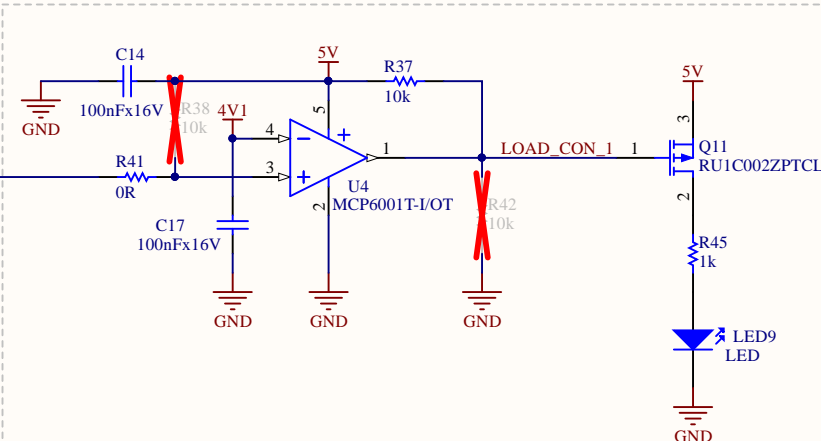 C14
100nFx16V
GND
R38
10k
4V1
5V
R37
10k
5
4
3
1
2
U4
MCP6001T-I/OT
R41
0R
C17
100nFx16V
GND
GND
LOAD_CON_1
R42
10k
GND
5V
3
1
2
Q11
RU1C002ZPTCL
R45
1k
LED9
LED
GND